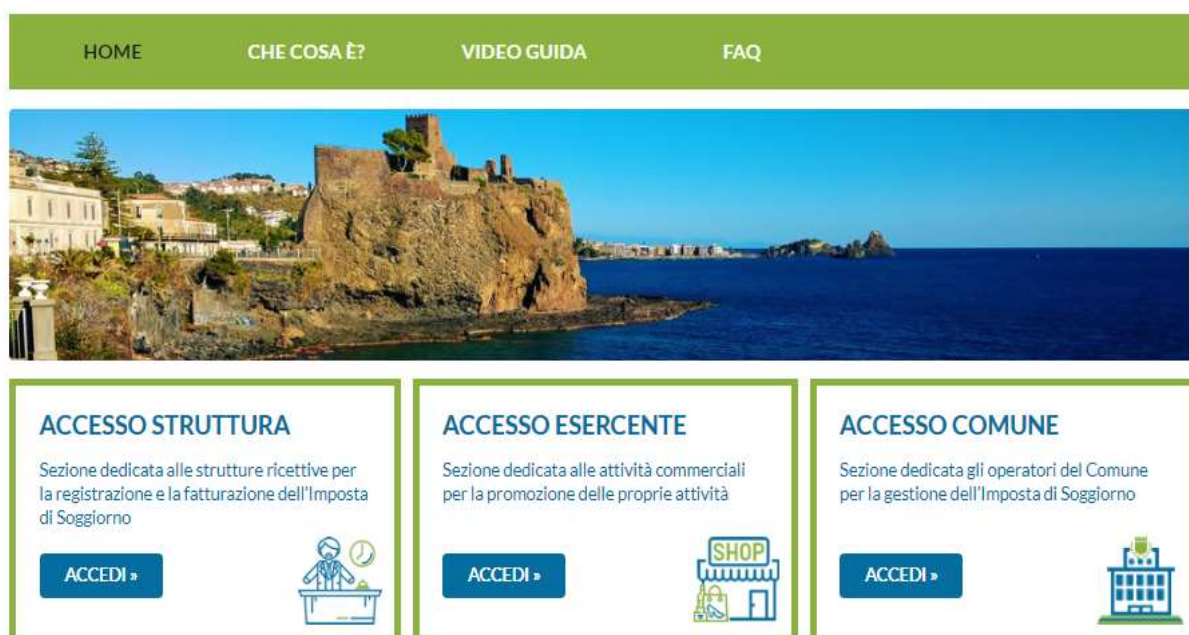 HOME CHE COSA È? VIDEO GUIDA FAQ
ACCESSO STRUTTURA
Sezione dedicata alle strutture ricettive per
la registrazione e la fatturazione dell'Imposta
di Soggiorno
ACCEDI »
ACCESSO ESERCENTE
Sezione dedicata alle attività commerciali
per la promozione delle proprie attività
ACCEDI »
SHOP
ACCESSO COMUNE
Sezione dedicata gli operatori del Comune
per la gestione dell'Imposta di Soggiorno
ACCEDI »